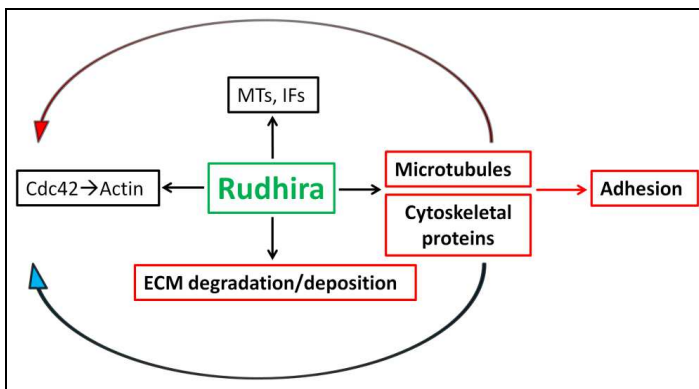 MTs, IFs
Microtubules
Cdc42→Actin
Rudhira
Adhesion
Cytoskeletal
proteins
ECM degradation/deposition